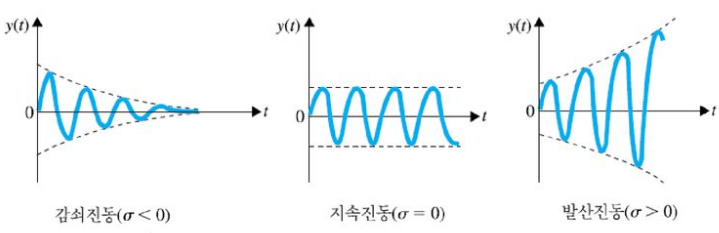 y(t)
0
t
감쇠진동(σ < 0)
y(t)
0
t
지속진동(σ = 0)
y(t)
0
t
발산진동(σ > 0)